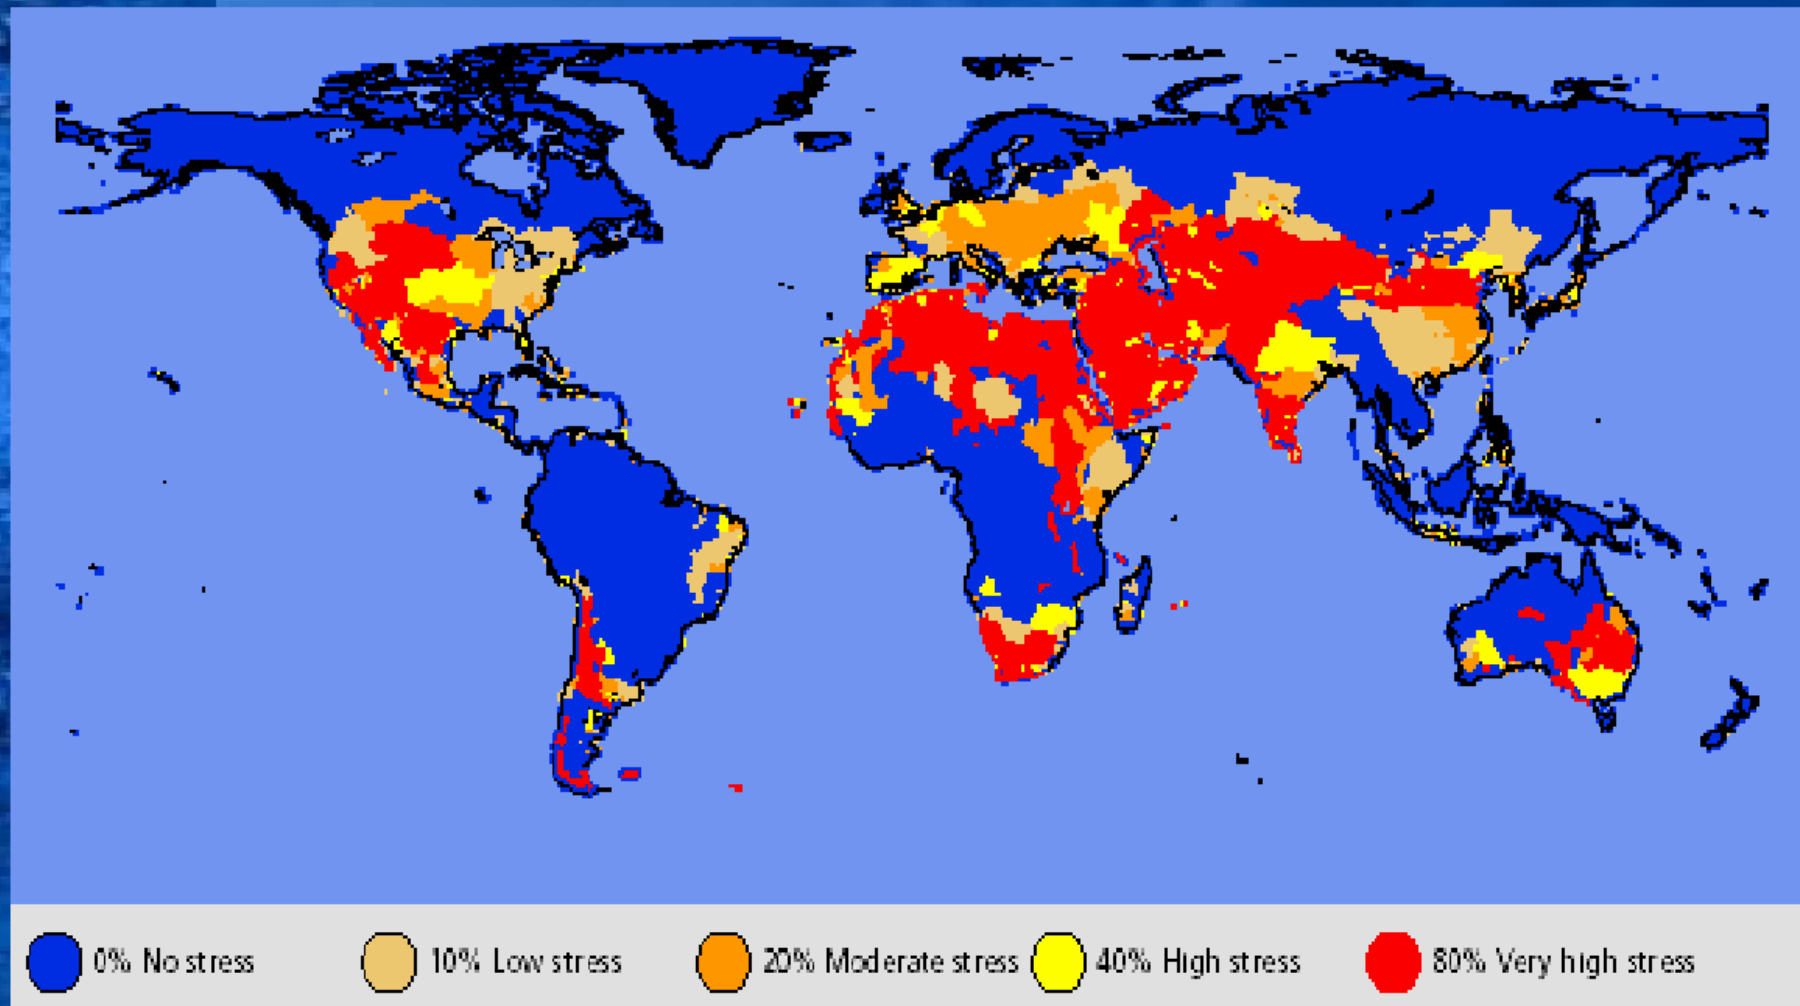 0% No stress
10% Low stress
20% Moderate stress
40% High stress
80% Very high stress